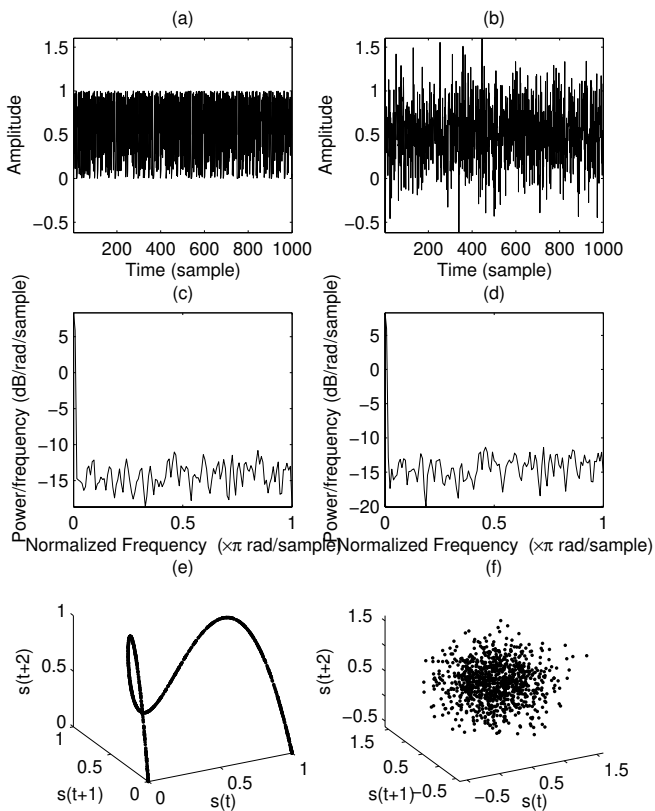 (a)
(b)
1.5
1
0.5
0
−0.5
Amplitude
200 400 600 800 1000
Time (sample)
1.5
1
0.5
0
−0.5
Amplitude
200 400 600 800 1000
Time (sample)
(c)
(d)
5
0
−5
−10
−15
Power/frequency (dB/rad/sample)
0 0.5 1
Normalized Frequency (×π rad/sample)
5
0
−5
−10
−15
−20
Power/frequency (dB/rad/sample)
0 0.5 1
Normalized Frequency (×π rad/sample)
(e)
(f)
1
0.5
0
s(t+2)
1
0.5
0
s(t+1)
0
0.5
1
s(t)
1.5
0.5
−0.5
s(t+2)
1.5
0.5
−0.5
s(t+1)
−0.5
0.5
1.5
s(t)